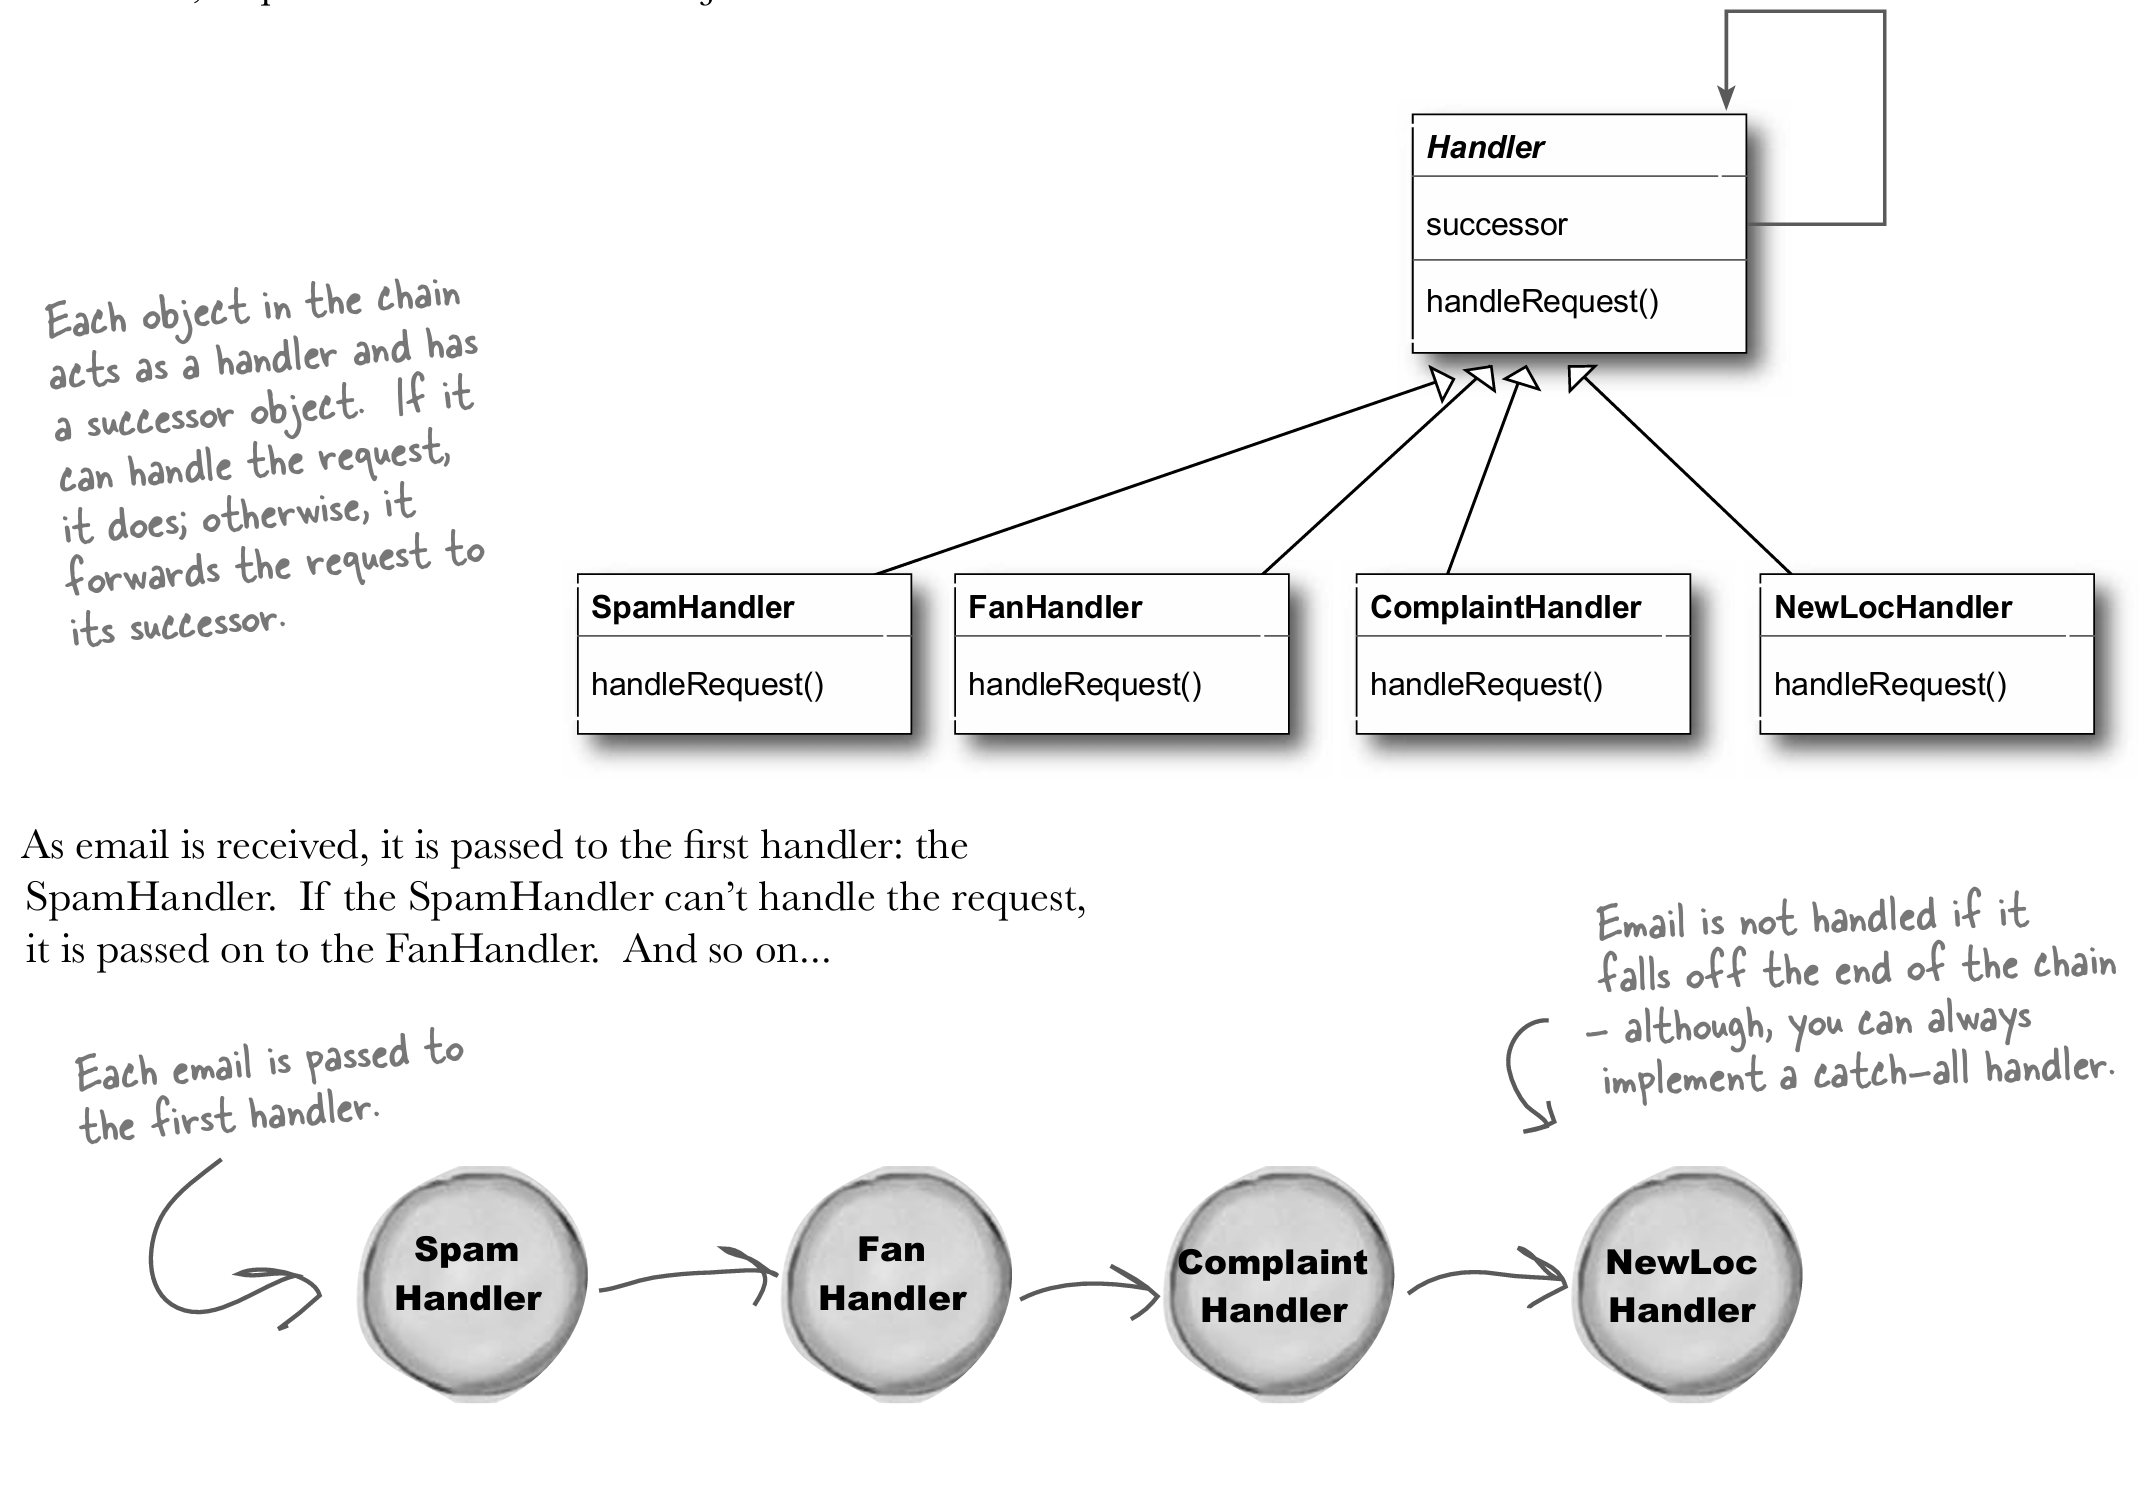 Handler
successor
handleRequest()
Each object in the chain
acts as a handler and has
a successor object. If it
can handle the request,
it does; otherwise, it
forwards the request to
its successor.
SpamHandler
handleRequest()
FanHandler
handleRequest()
ComplaintHandler
handleRequest()
NewLocHandler
handleRequest()
As email is received, it is passed to the first handler: the
SpamHandler. If the SpamHandler can't handle the request,
it is passed on to the FanHandler. And so on...
Email is not handled if it
falls off the end of the chain
– although, you can always
implement a catch-all handler.
Each email is passed to
the first handler.
Spam
Handler
Fan
Handler
Complaint
Handler
NewLoc
Handler